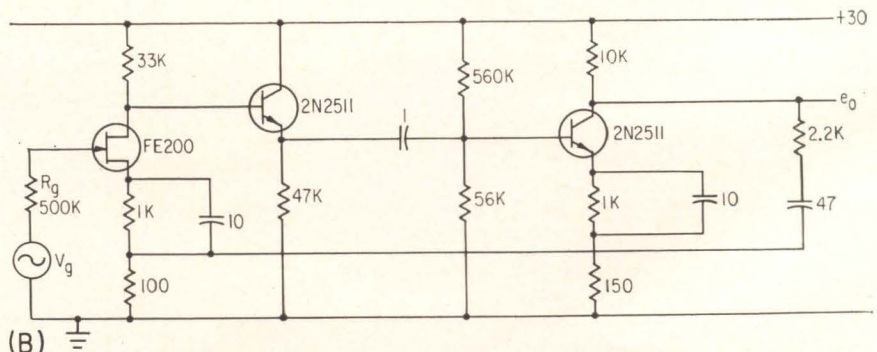 +30
33K
10K
560K
2N2511
e₀
1
2N2511
2.2K
FE200
Rg
500K
47K
56K
1K
10
1K
10
47
Vg
100
150
(B)